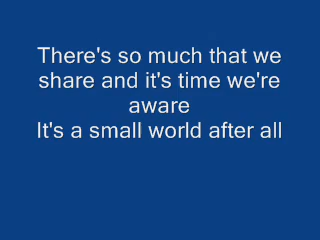 There's so much that we
share and it's time we're
aware
It's a small world after all